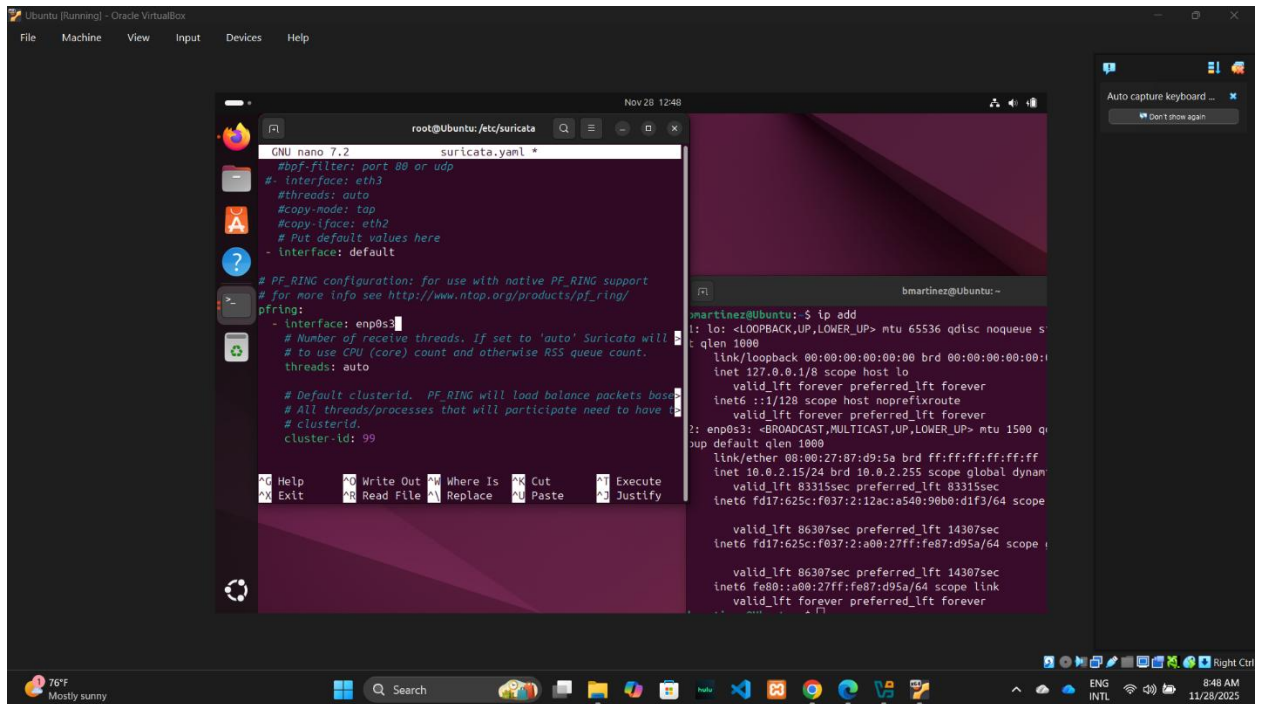 Ubuntu [Running] - Oracle VirtualBox
File Machine View Input Devices Help
Auto capture keyboard ...
Don't show again
Nov 28 12:48
root@Ubuntu: /etc/suricata
GNU nano 7.2 suricata.yaml *
#bpf-filter: port 80 or udp
#- interface: eth3
#threads: auto
#copy-mode: tap
#copy-iface: eth2
# Put default values here
- interface: default
# PF_RING configuration: for use with native PF_RING support
# for more info see http://www.ntop.org/products/pf_ring/
pfring:
- interface: enp0s3
# Number of receive threads. If set to 'auto' Suricata will >
# to use CPU (core) count and otherwise RSS queue count.
threads: auto
# Default clusterid. PF_RING will load balance packets base>
# All threads/processes that will participate need to have t>
# clusterid.
cluster-id: 99
^G Help ^O Write Out ^W Where Is ^K Cut ^T Execute
^X Exit ^R Read File ^\ Replace ^U Paste ^J Justify
bmartinez@Ubuntu: ~
bmartinez@Ubuntu:~$ ip add
1: lo: <LOOPBACK,UP,LOWER_UP> mtu 65536 qdisc noqueue s
t qlen 1000
link/loopback 00:00:00:00:00:00 brd 00:00:00:00:00:
inet 127.0.0.1/8 scope host lo
valid_lft forever preferred_lft forever
inet6 ::1/128 scope host noprefixroute
valid_lft forever preferred_lft forever
2: enp0s3: <BROADCAST,MULTICAST,UP,LOWER_UP> mtu 1500 q
oup default qlen 1000
link/ether 08:00:27:87:d9:5a brd ff:ff:ff:ff:ff:ff
inet 10.0.2.15/24 brd 10.0.2.255 scope global dynam
valid_lft 83315sec preferred_lft 83315sec
inet6 fd17:625c:f037:2:12ac:a540:90b0:d1f3/64 scope
valid_lft 86307sec preferred_lft 14307sec
inet6 fd17:625c:f037:2:a00:27ff:fe87:d95a/64 scope
valid_lft 86307sec preferred_lft 14307sec
inet6 fe80::a00:27ff:fe87:d95a/64 scope link
valid_lft forever preferred_lft forever
Right Ctrl
1
76°F
Mostly sunny
Search
hulu
ENG
INTL
8:48 AM
11/28/2025